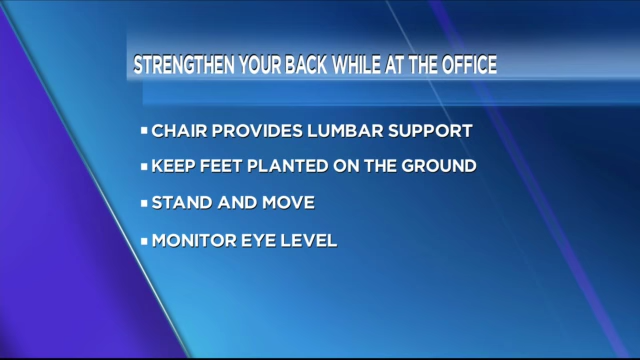 STRENGTHEN YOUR BACK WHILE AT THE OFFICE
▪ CHAIR PROVIDES LUMBAR SUPPORT
▪ KEEP FEET PLANTED ON THE GROUND
▪ STAND AND MOVE
▪ MONITOR EYE LEVEL